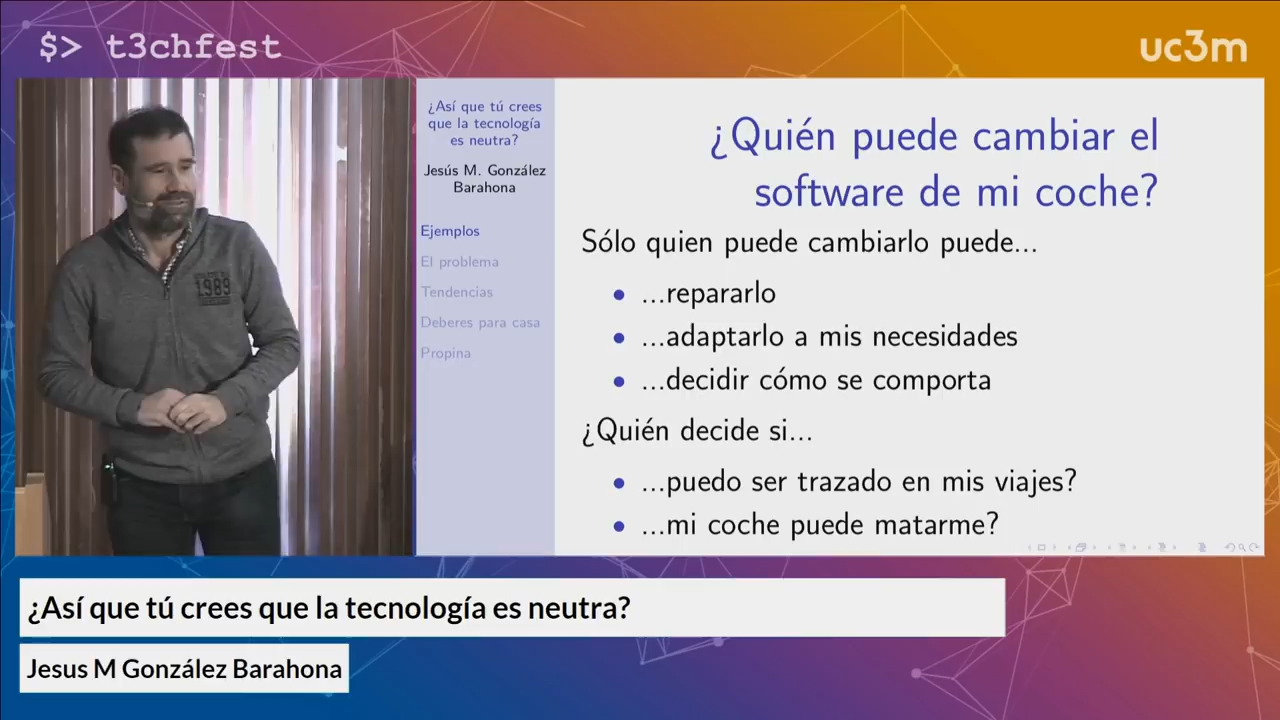 $> t3chfest
uc3m
¿Así que tú crees
que la tecnología
es neutra?
Jesús M. González
Barahona
Ejemplos
El problema
Tendencias
Deberes para casa
Propina
¿Quién puede cambiar el
software de mi coche?
Sólo quien puede cambiarlo puede...
• ...repararlo
• ...adaptarlo a mis necesidades
• ...decidir cómo se comporta
¿Quién decide si...
• ...puedo ser trazado en mis viajes?
• ...mi coche puede matarme?
1989
¿Así que tú crees que la tecnología es neutra?
Jesus M González Barahona